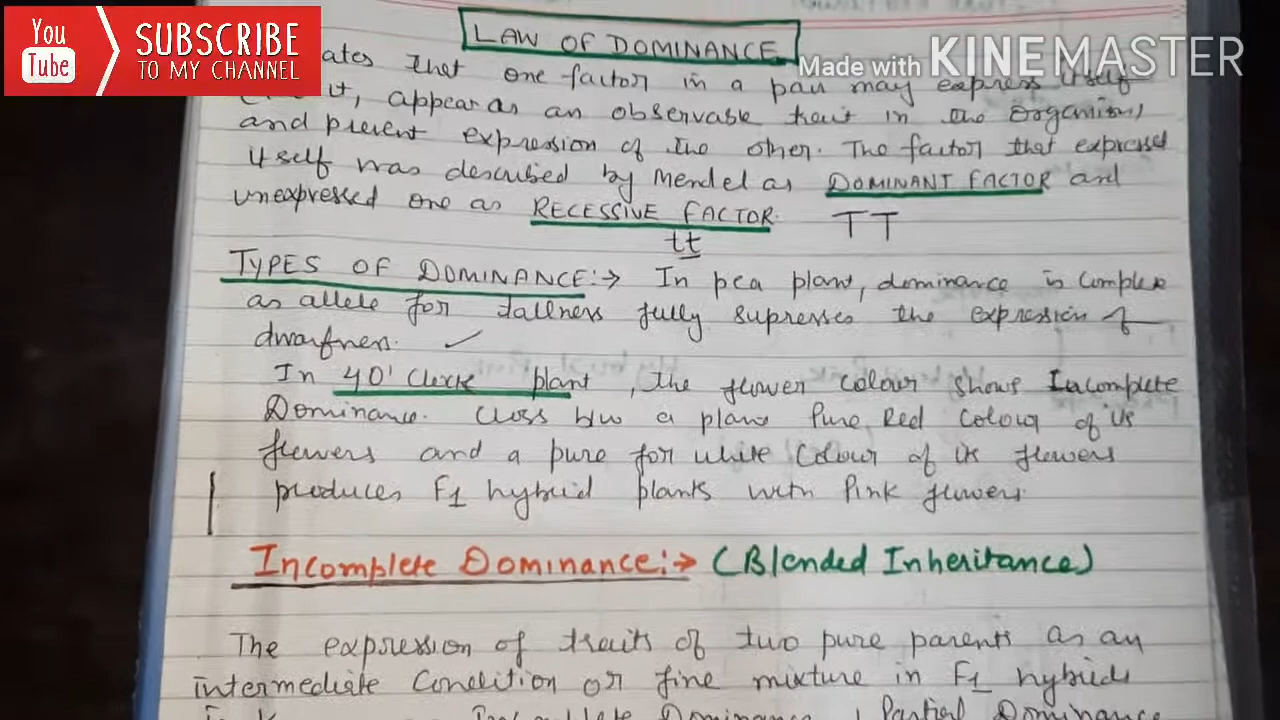 You Tube
SUBSCRIBE
TO MY CHANNEL
Made with KINEMASTER
LAW OF DOMINANCE
ates that one factor in a pair may express itself
it, appear as an observable trait in the Organism)
and prevent expression of the other. The factor that expressed
itself was described by Mendel as DOMINANT FACTOR and
unexpressed one as RECESSIVE FACTOR. TT
tt
TYPES OF DOMINANCE:→ In pea plant, dominance is complete
as allele for tallness fully supresses the expression of
dwarfness. ✓
In 4O' Clock plant, the flower colour shows Incomplete
Dominance. Cross b/w a plant Pure Red Colour of its
flowers and a pure for white Colour of its flowers
produces F1 hybrid plants with Pink flowers.
Incomplete Dominance:→ (Blended Inheritance)
The expression of traits of two pure parents as an
intermediate Condition or fine mixture in F1 hybrids
Dominance, Partial Dominance